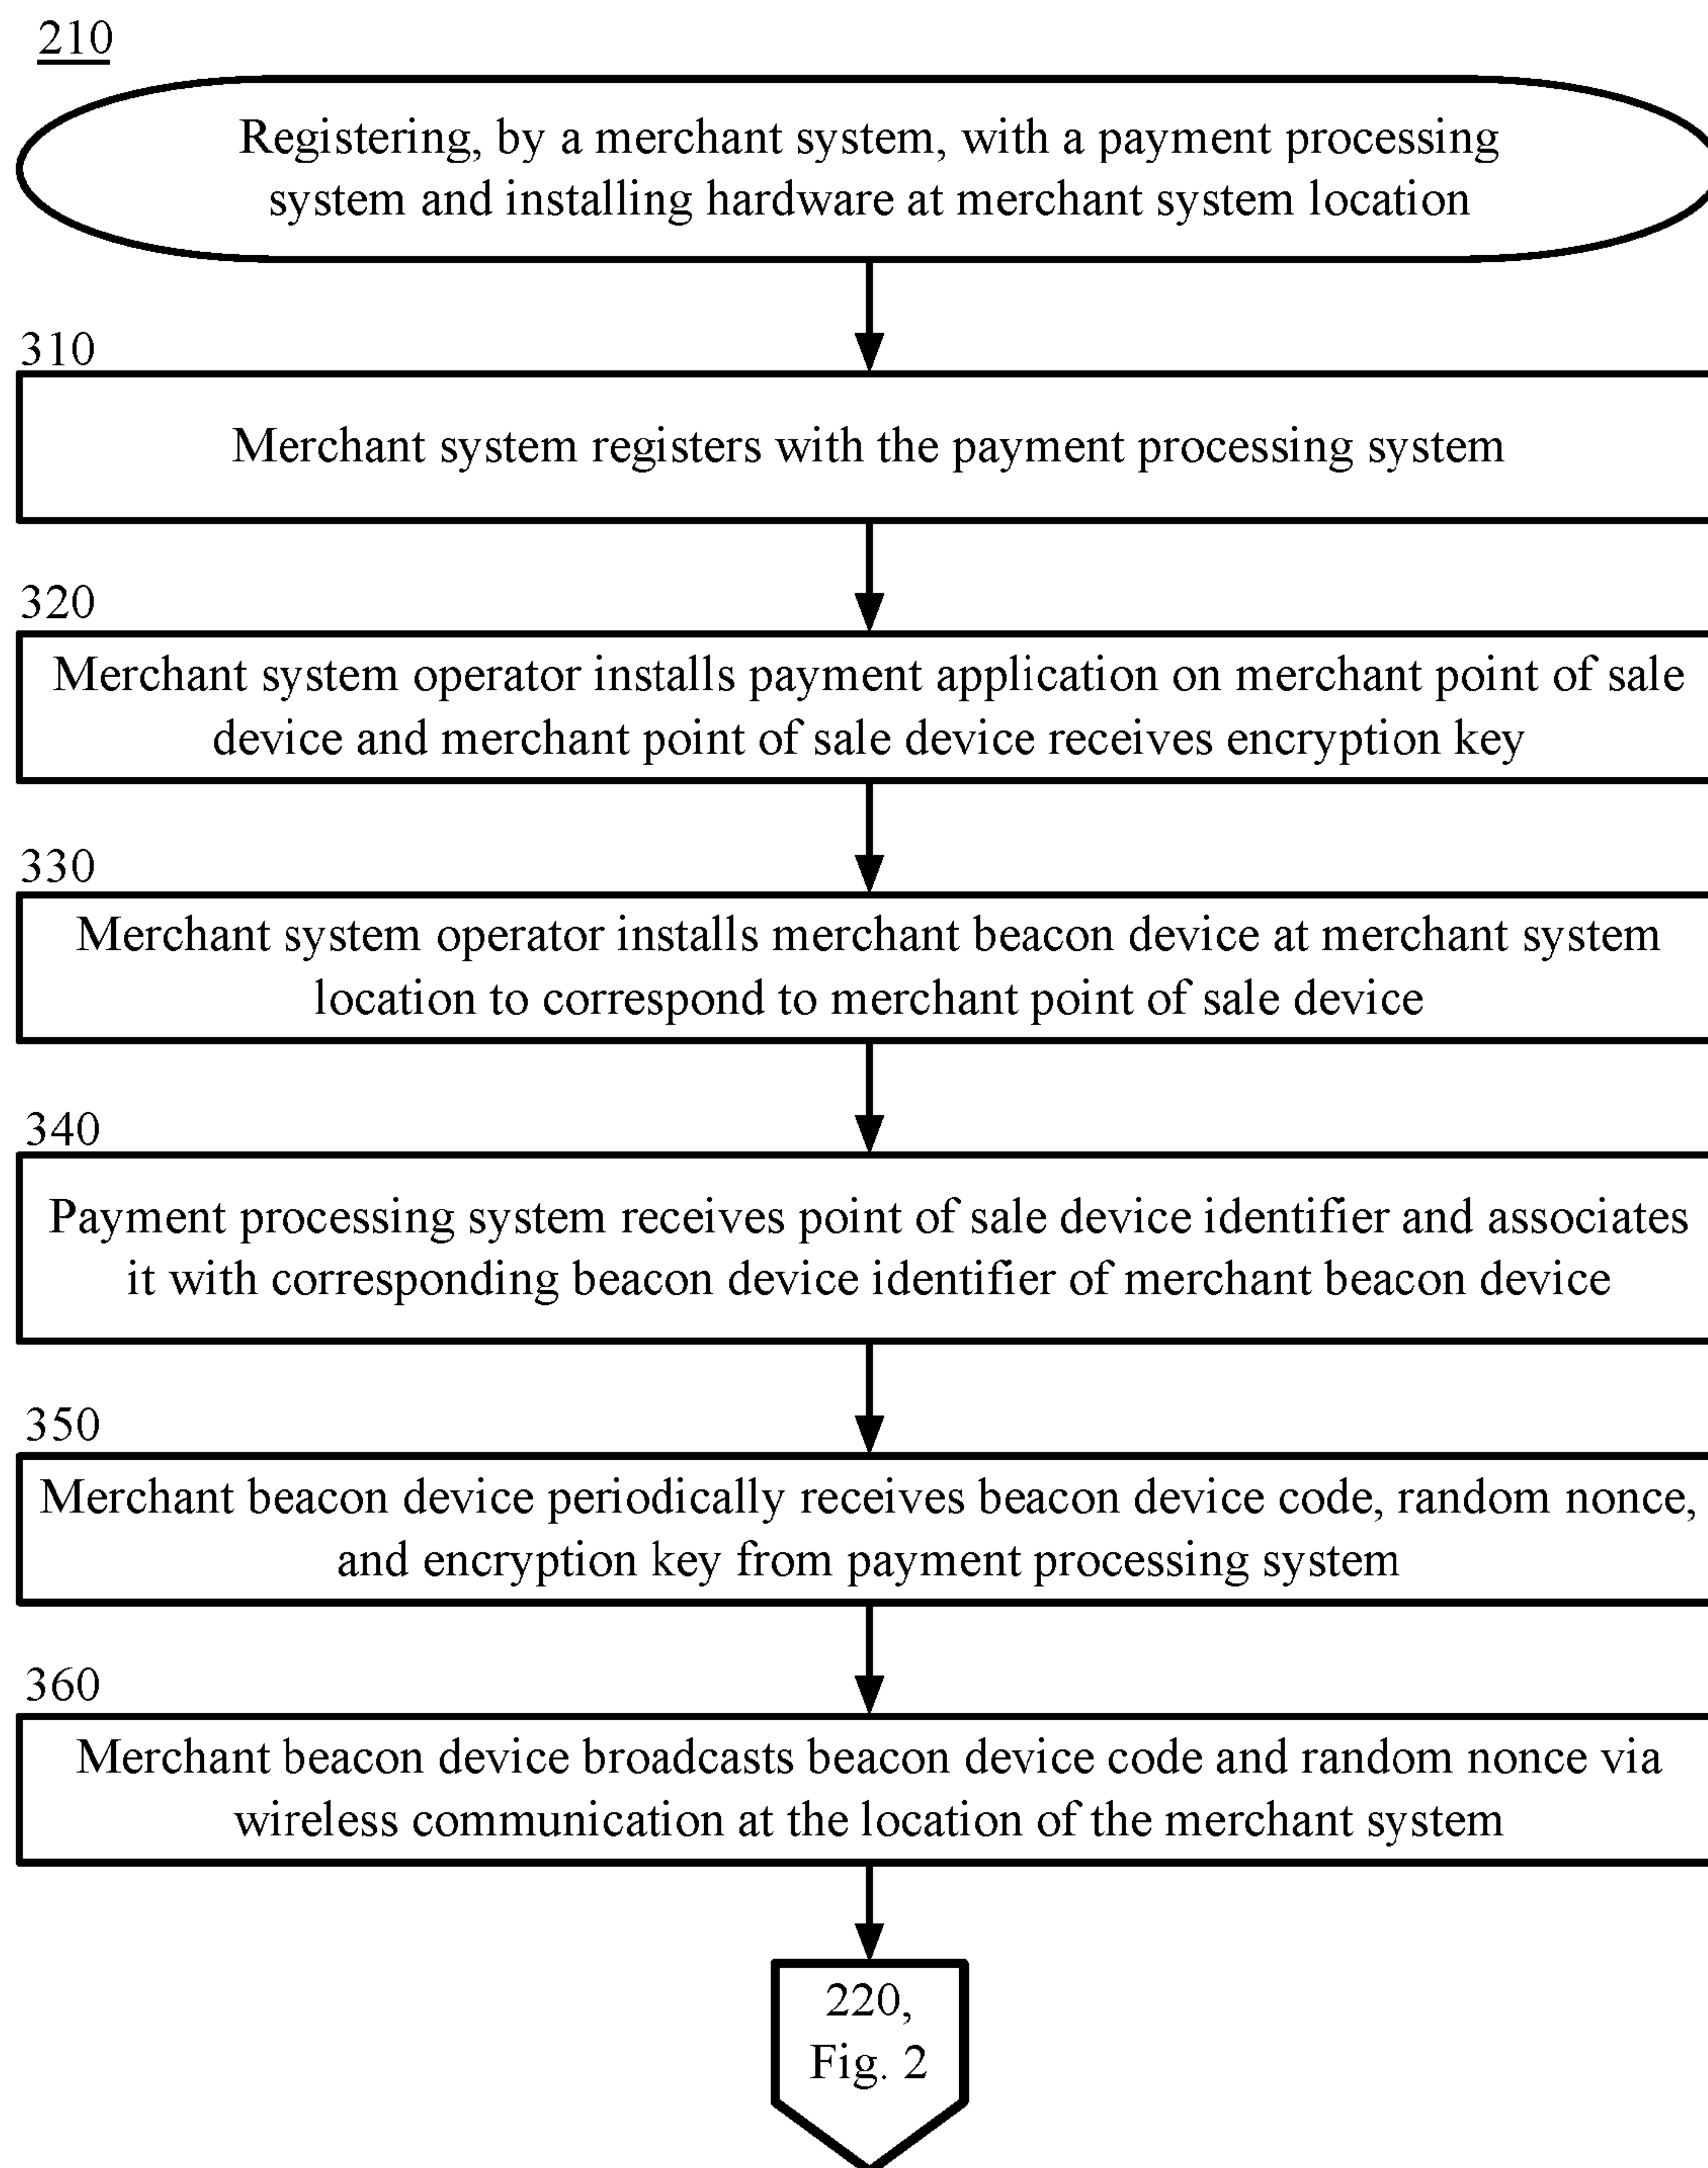 210
Registering, by a merchant system, with a payment processing
system and installing hardware at merchant system location
310
Merchant system registers with the payment processing system
320
Merchant system operator installs payment application on merchant point of sale
device and merchant point of sale device receives encryption key
330
Merchant system operator installs merchant beacon device at merchant system
location to correspond to merchant point of sale device
340
Payment processing system receives point of sale device identifier and associates
it with corresponding beacon device identifier of merchant beacon device
350
Merchant beacon device periodically receives beacon device code, random nonce,
and encryption key from payment processing system
360
Merchant beacon device broadcasts beacon device code and random nonce via
wireless communication at the location of the merchant system
220,
Fig. 2